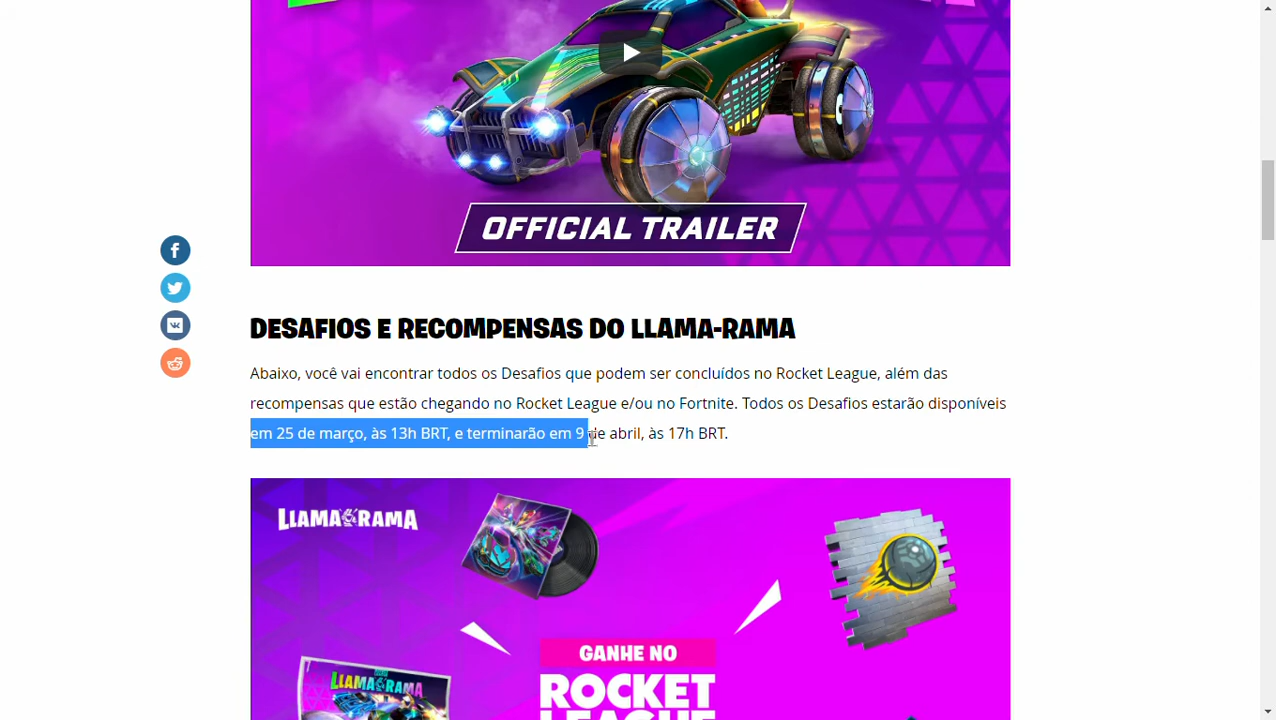 OFFICIAL TRAILER
DESAFIOS E RECOMPENSAS DO LLAMA-RAMA
Abaixo, você vai encontrar todos os Desafios que podem ser concluídos no Rocket League, além das
recompensas que estão chegando no Rocket League e/ou no Fortnite. Todos os Desafios estarão disponíveis
em 25 de março, às 13h BRT, e terminarão em 9 de abril, às 17h BRT.
LLAMA RAMA
LLAMA RAMA
GANHE NO
ROCKET
LEAGUE